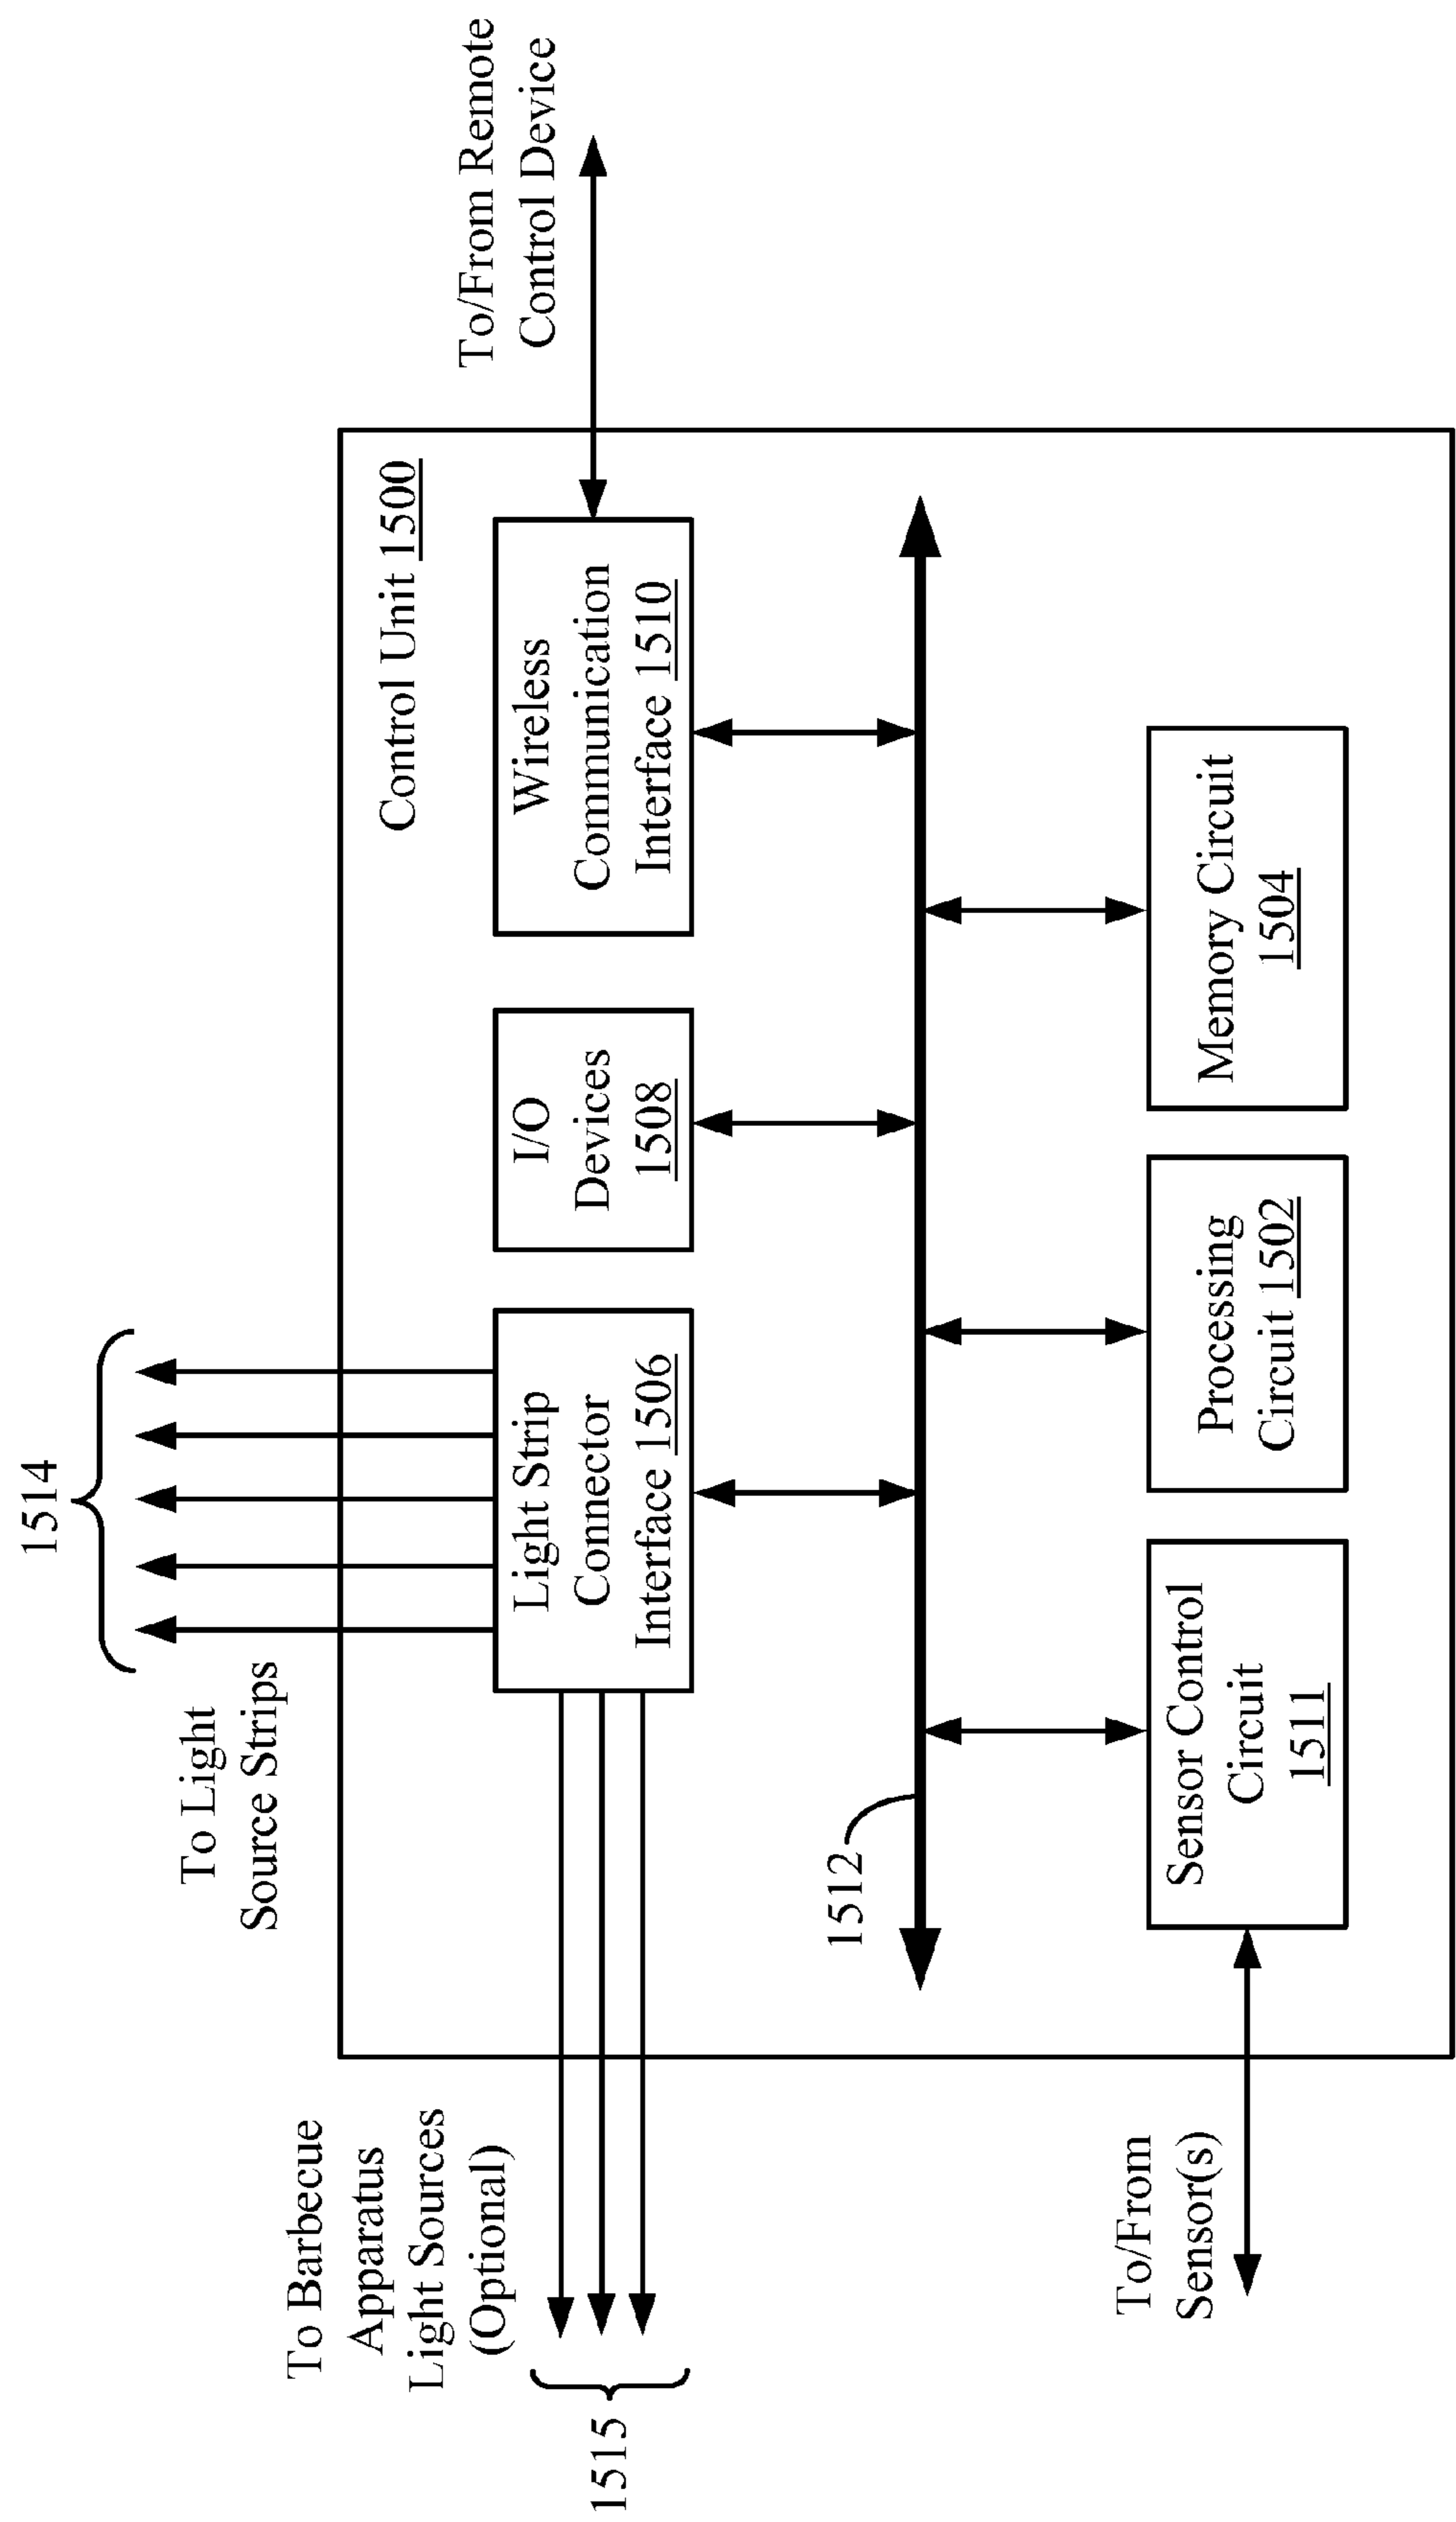 1514
To Light
Source Strips
To/From Remote
Control Device
Control Unit 1500
To Barbecue
Apparatus
Light Sources
(Optional)
1515
Light Strip
Connector
Interface 1506
I/O
Devices
1508
Wireless
Communication
Interface 1510
1512
To/From
Sensor(s)
Sensor Control
Circuit
1511
Processing
Circuit 1502
Memory Circuit
1504